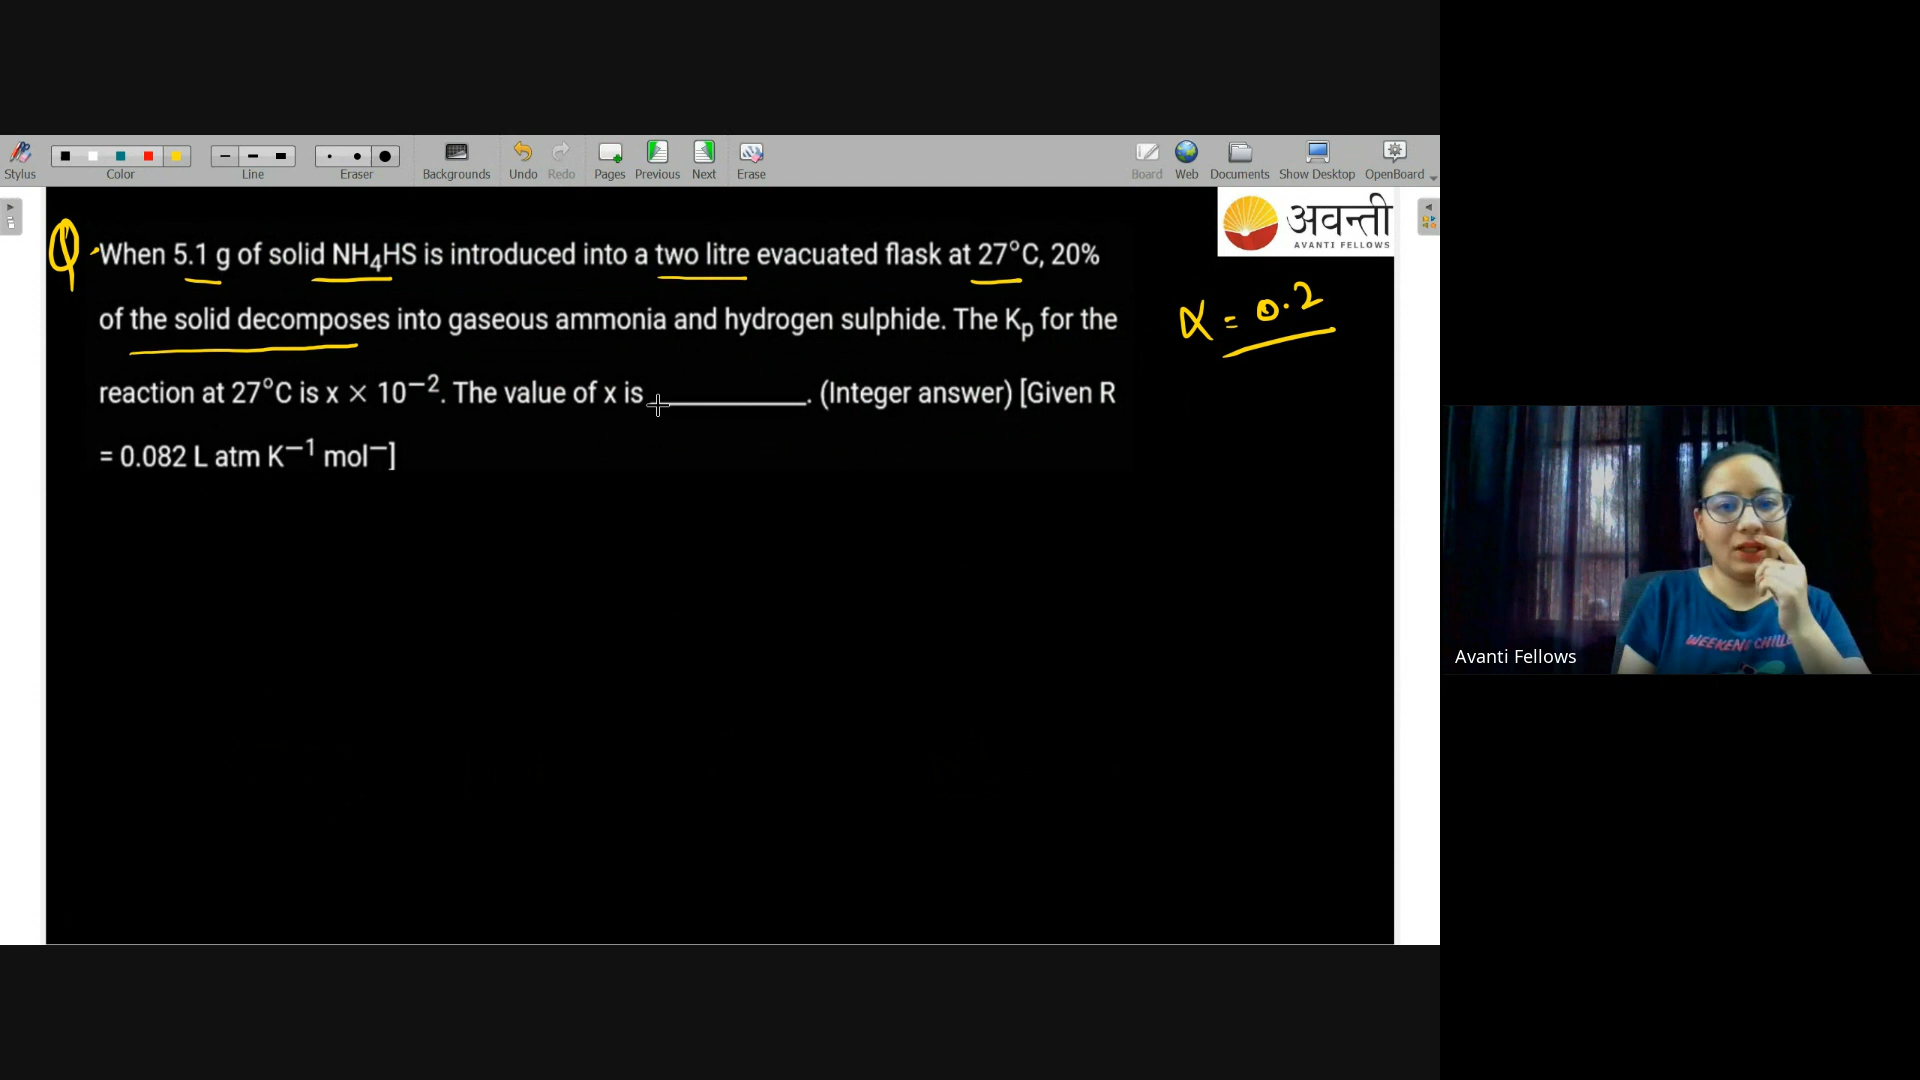 Stylus
Color
Line
Eraser
Backgrounds
Undo
Redo
Pages
Previous
Next
Erase
Board
Web
Documents
Show Desktop
OpenBoard
अवन्ती
AVANTI FELLOWS
Q. When 5.1 g of solid NH₄HS is introduced into a two litre evacuated flask at 27°C, 20%
of the solid decomposes into gaseous ammonia and hydrogen sulphide. The Kₚ for the
reaction at 27°C is x × 10⁻². The value of x is __________. (Integer answer) [Given R
= 0.082 L atm K⁻¹ mol⁻]
α = 0.2
WEEKEND CHILL
Avanti Fellows